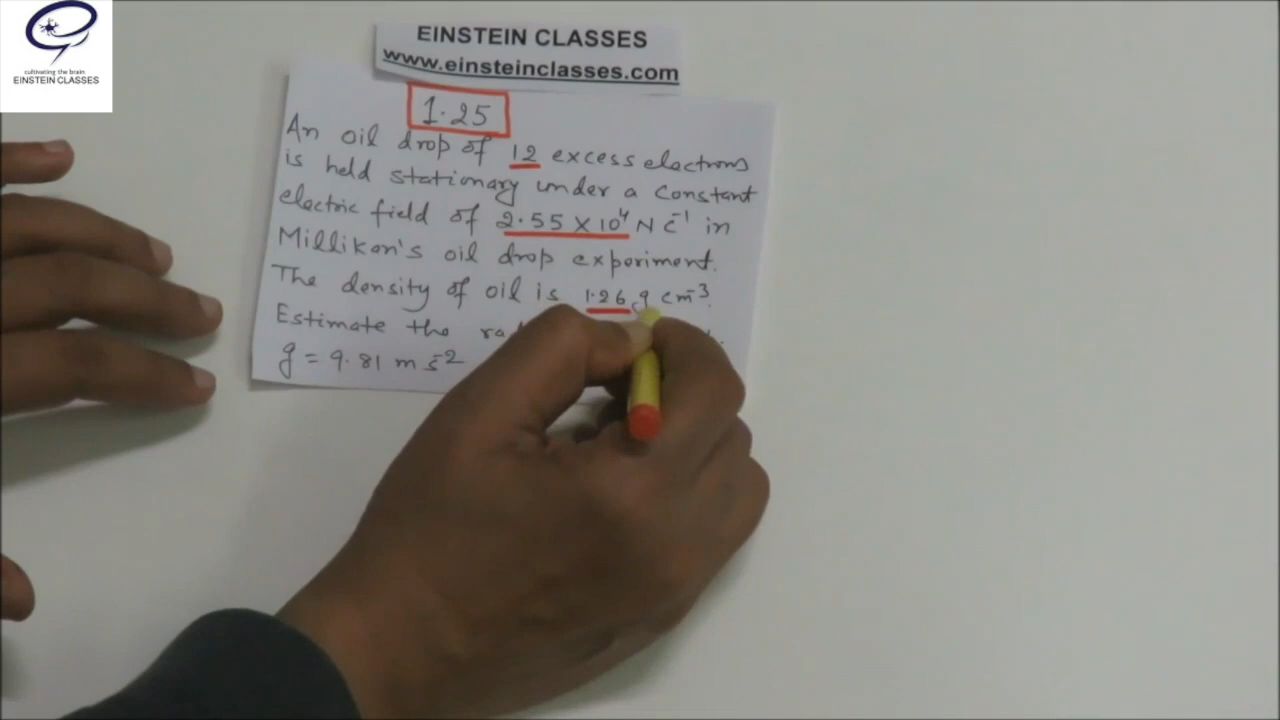 cultivating the brain
EINSTEIN CLASSES
EINSTEIN CLASSES
www.einsteinclasses.com
1.25
An oil drop of 12 excess electrons
is held stationary under a constant
electric field of 2.55 × 10⁴ N C⁻¹ in
Millikan's oil drop experiment.
The density of oil is 1.26 g cm⁻³.
Estimate the
g = 9.81 m s⁻²